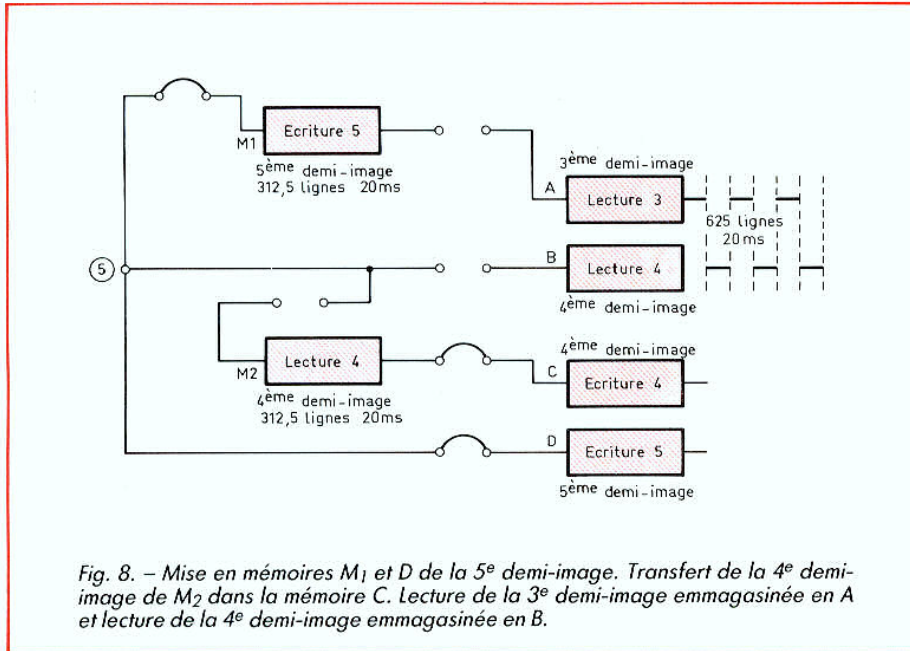 M1
Ecriture 5
5ème demi-image
312,5 lignes 20ms
3ème demi-image
A
Lecture 3
625 lignes
20ms
5
B
Lecture 4
4ème demi-image
M2
Lecture 4
4ème demi-image
312,5 lignes 20ms
4ème demi-image
C
Ecriture 4
D
Ecriture 5
5ème demi-image
Fig. 8. – Mise en mémoires M1 et D de la 5e demi-image. Transfert de la 4e demi-
image de M2 dans la mémoire C. Lecture de la 3e demi-image emmagasinée en A
et lecture de la 4e demi-image emmagasinée en B.